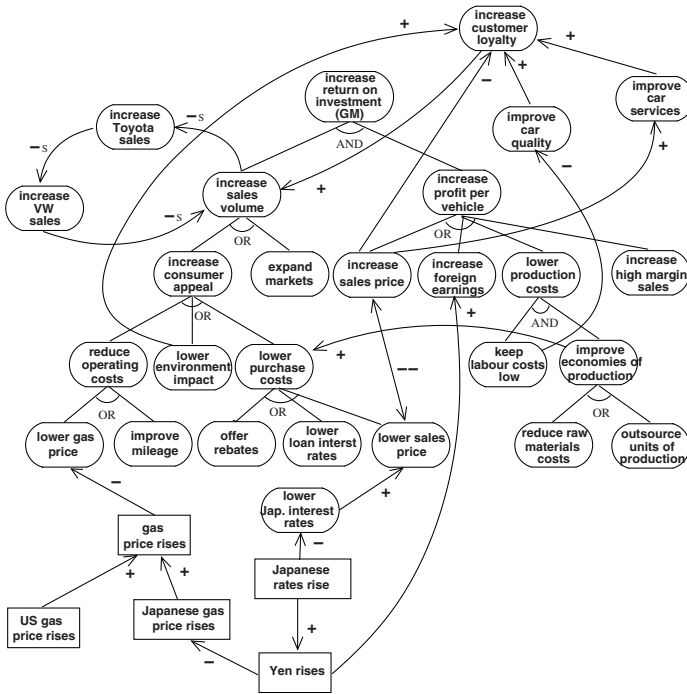 increase
customer
loyalty
+
+
+
−
increase
return on
investment
(GM)
AND
improve
car
services
+
increase
Toyota
sales
−S
−S
improve
car
quality
−
increase
VW
sales
−S
increase
sales
volume
+
increase
profit per
vehicle
OR
OR
increase
consumer
appeal
expand
markets
increase
sales price
increase
foreign
earnings
lower
production
costs
increase
high margin
sales
OR
+
AND
reduce
operating
costs
lower
environment
impact
lower
purchase
costs
+
−−
keep
labour costs
low
improve
economies of
production
OR
OR
OR
lower gas
price
improve
mileage
offer
rebates
lower
loan interst
rates
lower sales
price
reduce raw
materials
costs
outsource
units of
production
−
lower
Jap. interest
rates
+
gas
price rises
−
+
+
Japanese
rates rise
US gas
price rises
Japanese gas
price rises
+
−
Yen rises